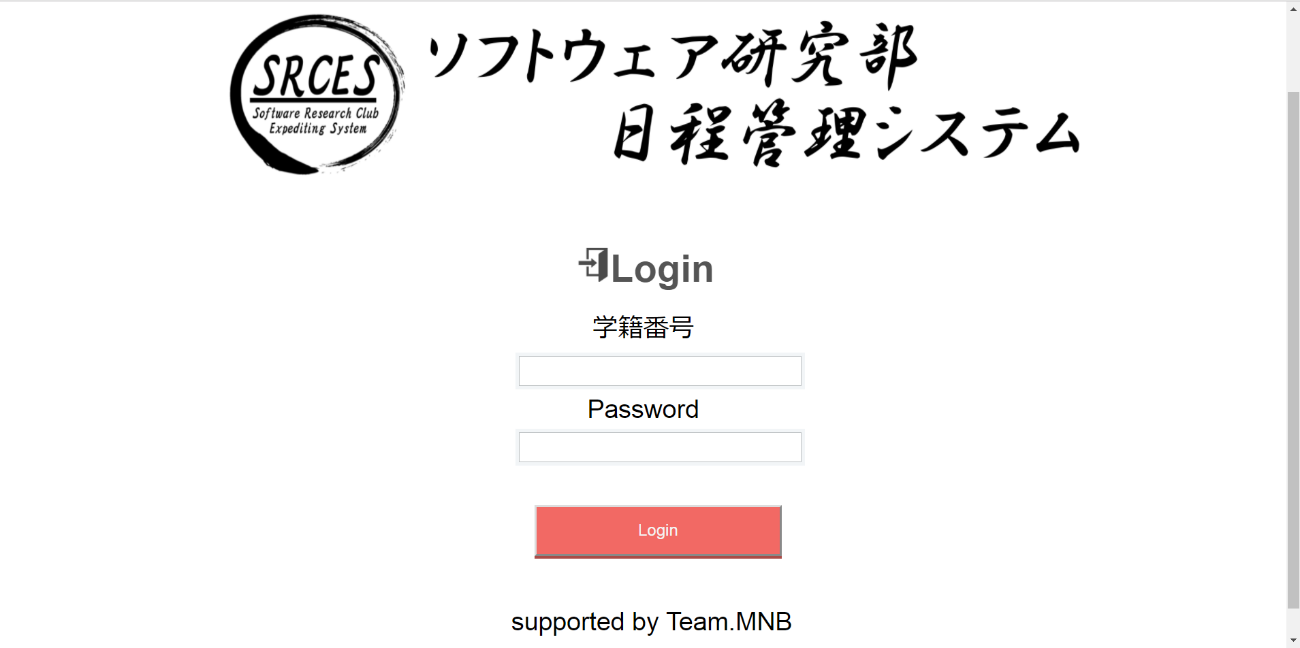 SRCES
Software Research Club
Expediting System
ソフトウェア研究部
日程管理システム
Login
学籍番号
Password
Login
supported by Team.MNB